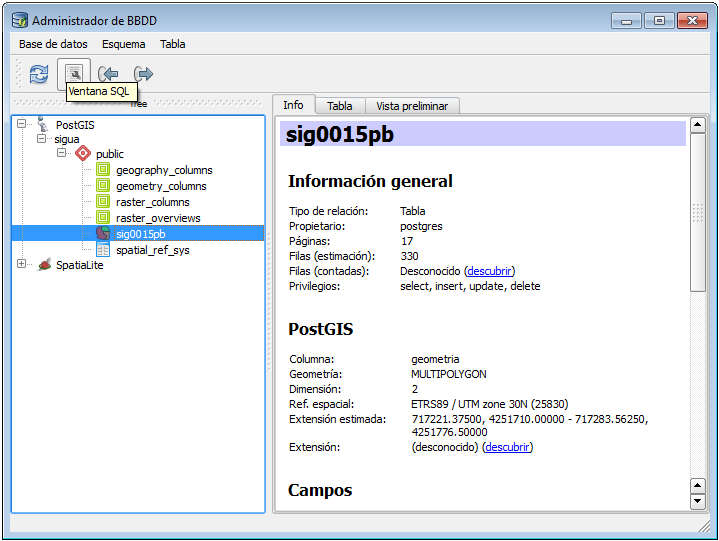 Administrador de BBDD
Base de datos Esquema Tabla
Ventana SQL
Tree
PostGIS
sigua
public
geography_columns
geometry_columns
raster_columns
raster_overviews
sig0015pb
spatial_ref_sys
SpatiaLite
Info Tabla Vista preliminar
sig0015pb
Información general
Tipo de relación: Tabla
Propietario: postgres
Páginas: 17
Filas (estimación): 330
Filas (contadas): Desconocido (descubrir)
Privilegios: select, insert, update, delete
PostGIS
Columna: geometria
Geometría: MULTIPOLYGON
Dimensión: 2
Ref. espacial: ETRS89 / UTM zone 30N (25830)
Extensión estimada: 717221.37500, 4251710.00000 - 717283.56250,
4251776.50000
Extensión: (desconocido) (descubrir)
Campos